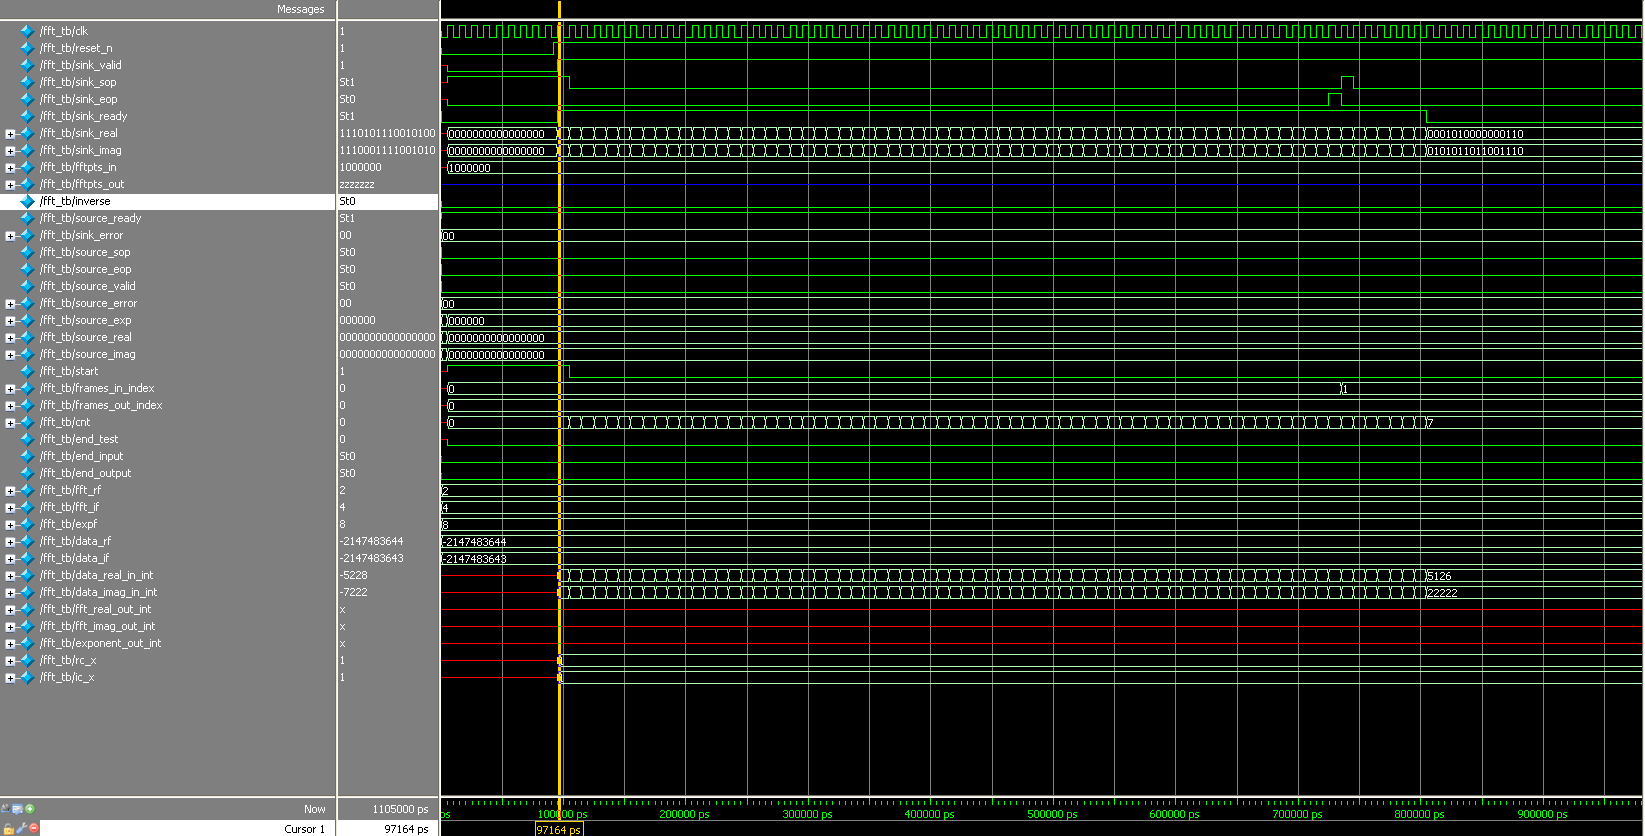 Messages
/fft_tb/clk 1
/fft_tb/reset_n 1
/fft_tb/sink_valid 1
/fft_tb/sink_sop St1
/fft_tb/sink_eop St0
/fft_tb/sink_ready St1
/fft_tb/sink_real 1110101110010100 0000000000000000 0001010000000110
/fft_tb/sink_imag 1110001111001010 0000000000000000 0101011011001110
/fft_tb/fftpts_in 1000000 1000000
/fft_tb/fftpts_out zzzzzzz
/fft_tb/inverse St0
/fft_tb/source_ready St1
/fft_tb/sink_error 00 00
/fft_tb/source_sop St0
/fft_tb/source_eop St0
/fft_tb/source_valid St0
/fft_tb/source_error 00 00
/fft_tb/source_exp 000000 000000
/fft_tb/source_real 0000000000000000 0000000000000000
/fft_tb/source_imag 0000000000000000 0000000000000000
/fft_tb/start 1
/fft_tb/frames_in_index 0 0 1
/fft_tb/frames_out_index 0 0
/fft_tb/cnt 0 0 7
/fft_tb/end_test 0
/fft_tb/end_input St0
/fft_tb/end_output St0
/fft_tb/fft_rf 2 2
/fft_tb/fft_if 4 4
/fft_tb/expf 8 8
/fft_tb/data_rf -2147483644 -2147483644
/fft_tb/data_if -2147483643 -2147483643
/fft_tb/data_real_in_int -5228 5126
/fft_tb/data_imag_in_int -7222 22222
/fft_tb/fft_real_out_int x
/fft_tb/fft_imag_out_int x
/fft_tb/exponent_out_int x
/fft_tb/rc_x 1
/fft_tb/ic_x 1
Now 1105000 ps ps 100000 ps 200000 ps 300000 ps 400000 ps 500000 ps 600000 ps 700000 ps 800000 ps 900000 ps
Cursor 1 97164 ps 97164 ps